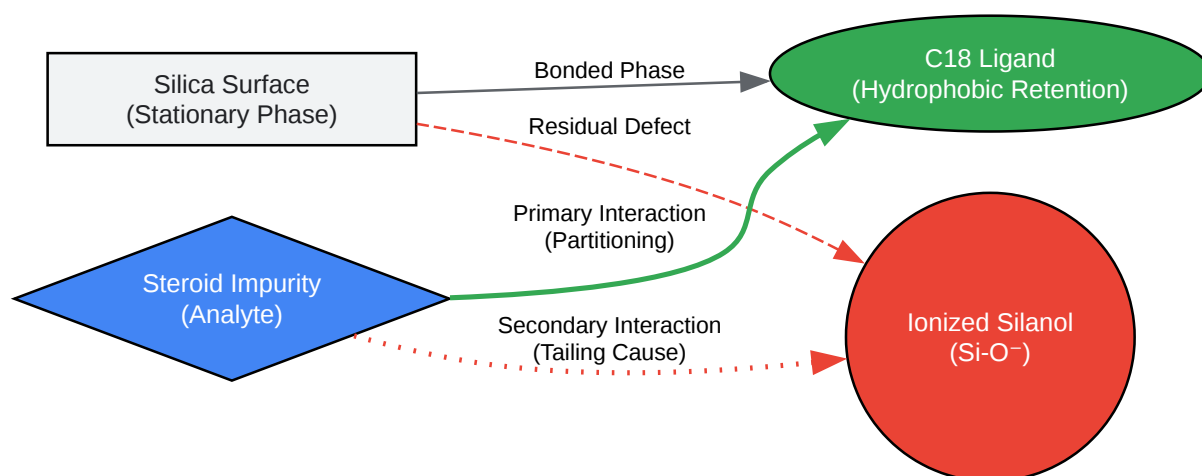 Silica Surface
(Stationary Phase)
Bonded Phase
C18 Ligand
(Hydrophobic Retention)
Residual Defect
Primary Interaction
(Partitioning)
Steroid Impurity
(Analyte)
Secondary Interaction
(Tailing Cause)
Ionized Silanol
(Si-O⁻)